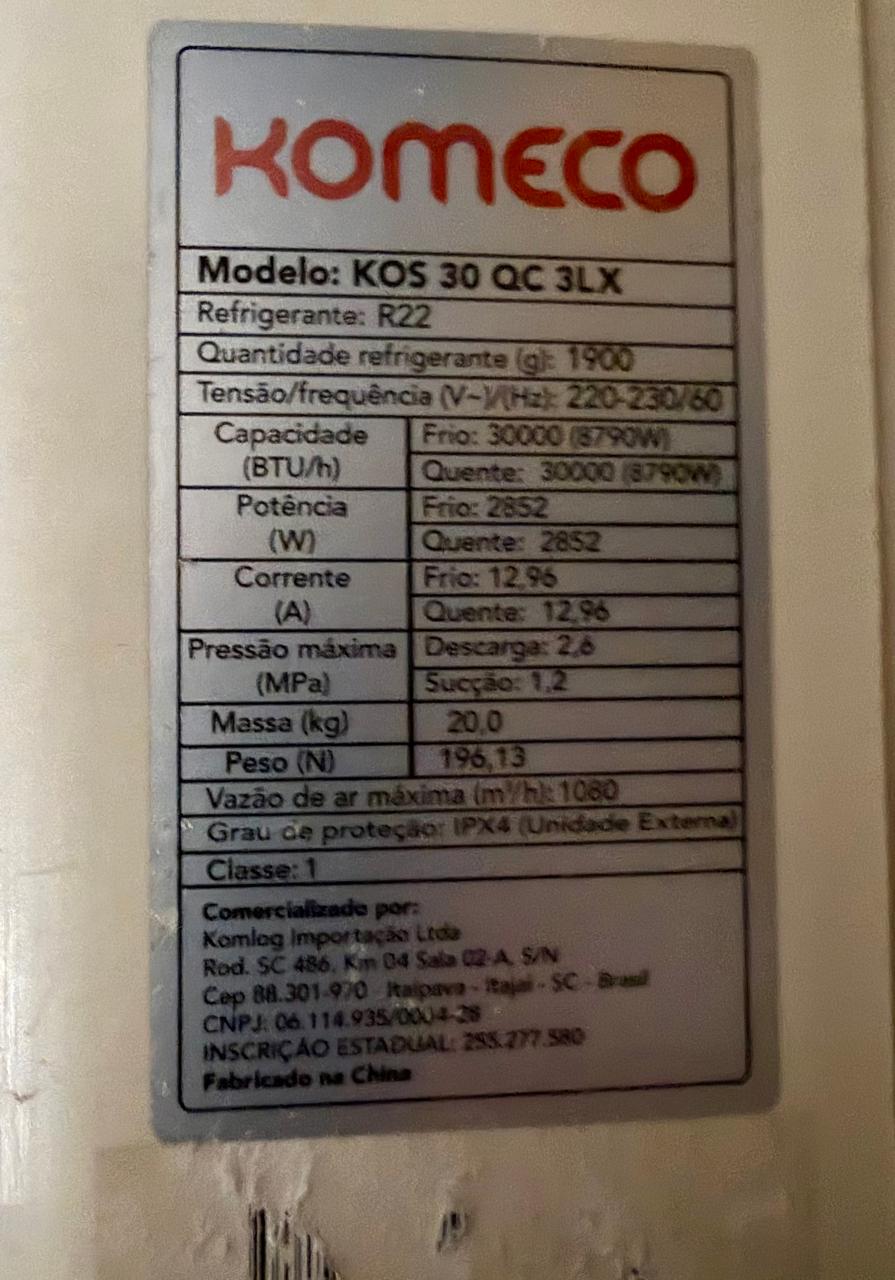 KOMECO
Modelo: KOS 30 QC 3LX
Refrigerante: R22
Quantidade refrigerante (g): 1900
Tensão/frequência (V~)/(Hz): 220-230/60
Capacidade (BTU/h)
Frio: 30000 (8790W)
Quente: 30000 (8790W)
Potência (W)
Frio: 2852
Quente: 2852
Corrente (A)
Frio: 12,96
Quente: 12,96
Pressão máxima (MPa)
Descarga: 2,6
Sucção: 1,2
Massa (kg) 20,0
Peso (N) 196,13
Vazão de ar máxima (m³/h): 1080
Grau de proteção: IPX4 (Unidade Externa)
Classe: 1
Comercializado por:
Komlog Importação Ltda
Rod. SC 486, Km 04 Sala 02-A, S/N
Cep 88.301-970 - Itaipava - Itajaí - SC - Brasil
CNPJ: 06.114.935/0004-28
INSCRIÇÃO ESTADUAL: 255.277.580
Fabricado na China